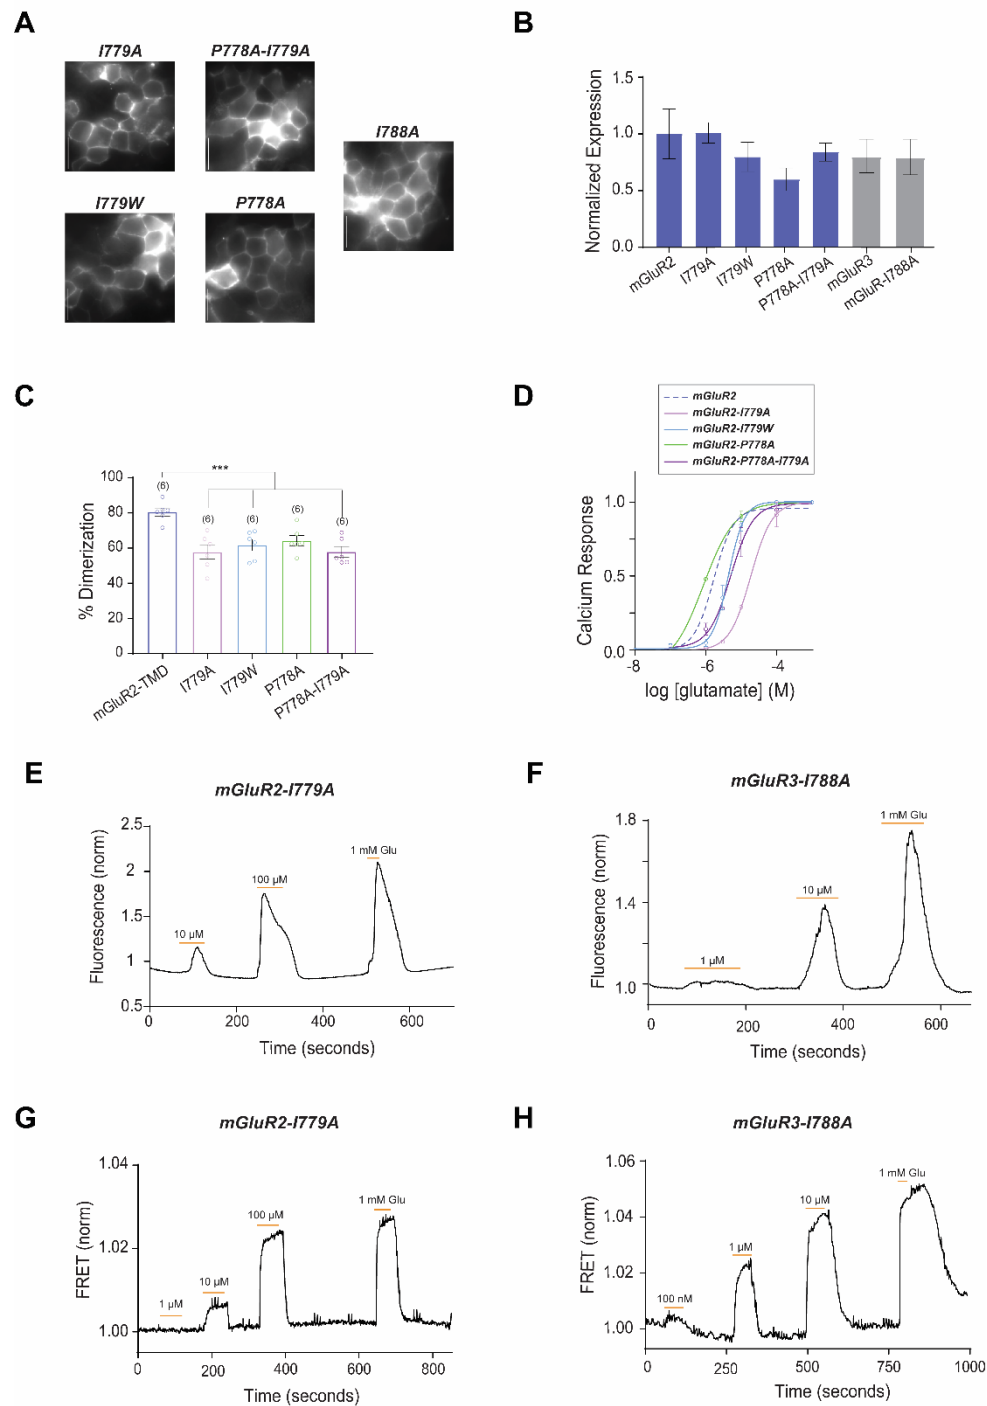 A
I779A
P778A-I779A
I788A
I779W
P778A
B
Normalized Expression
1.5
1.0
0.5
0.0
mGluR2
I779A
I779W
P778A
P778A-I779A
mGluR3
mGluR-I788A
C
% Dimerization
100
80
60
40
20
0
***
(6)
(6)
(6)
(6)
(6)
mGluR2-TMD
I779A
I779W
P778A
P778A-I779A
D
mGluR2
mGluR2-I779A
mGluR2-I779W
mGluR2-P778A
mGluR2-P778A-I779A
Calcium Response
1.0
0.5
0.0
-8
-6
-4
log [glutamate] (M)
E
mGluR2-I779A
Fluorescence (norm)
2.5
2
1.5
1
0.5
10 µM
100 µM
1 mM Glu
0
200
400
600
Time (seconds)
F
mGluR3-I788A
Fluorescence (norm)
1.8
1.4
1.0
1 µM
10 µM
1 mM Glu
0
200
400
600
Time (seconds)
G
mGluR2-I779A
FRET (norm)
1.04
1.02
1.00
1 µM
10 µM
100 µM
1 mM Glu
0
200
400
600
800
Time (seconds)
H
mGluR3-I788A
FRET (norm)
1.06
1.04
1.02
1.00
100 nM
1 µM
10 µM
1 mM Glu
0
250
500
750
1000
Time (seconds)